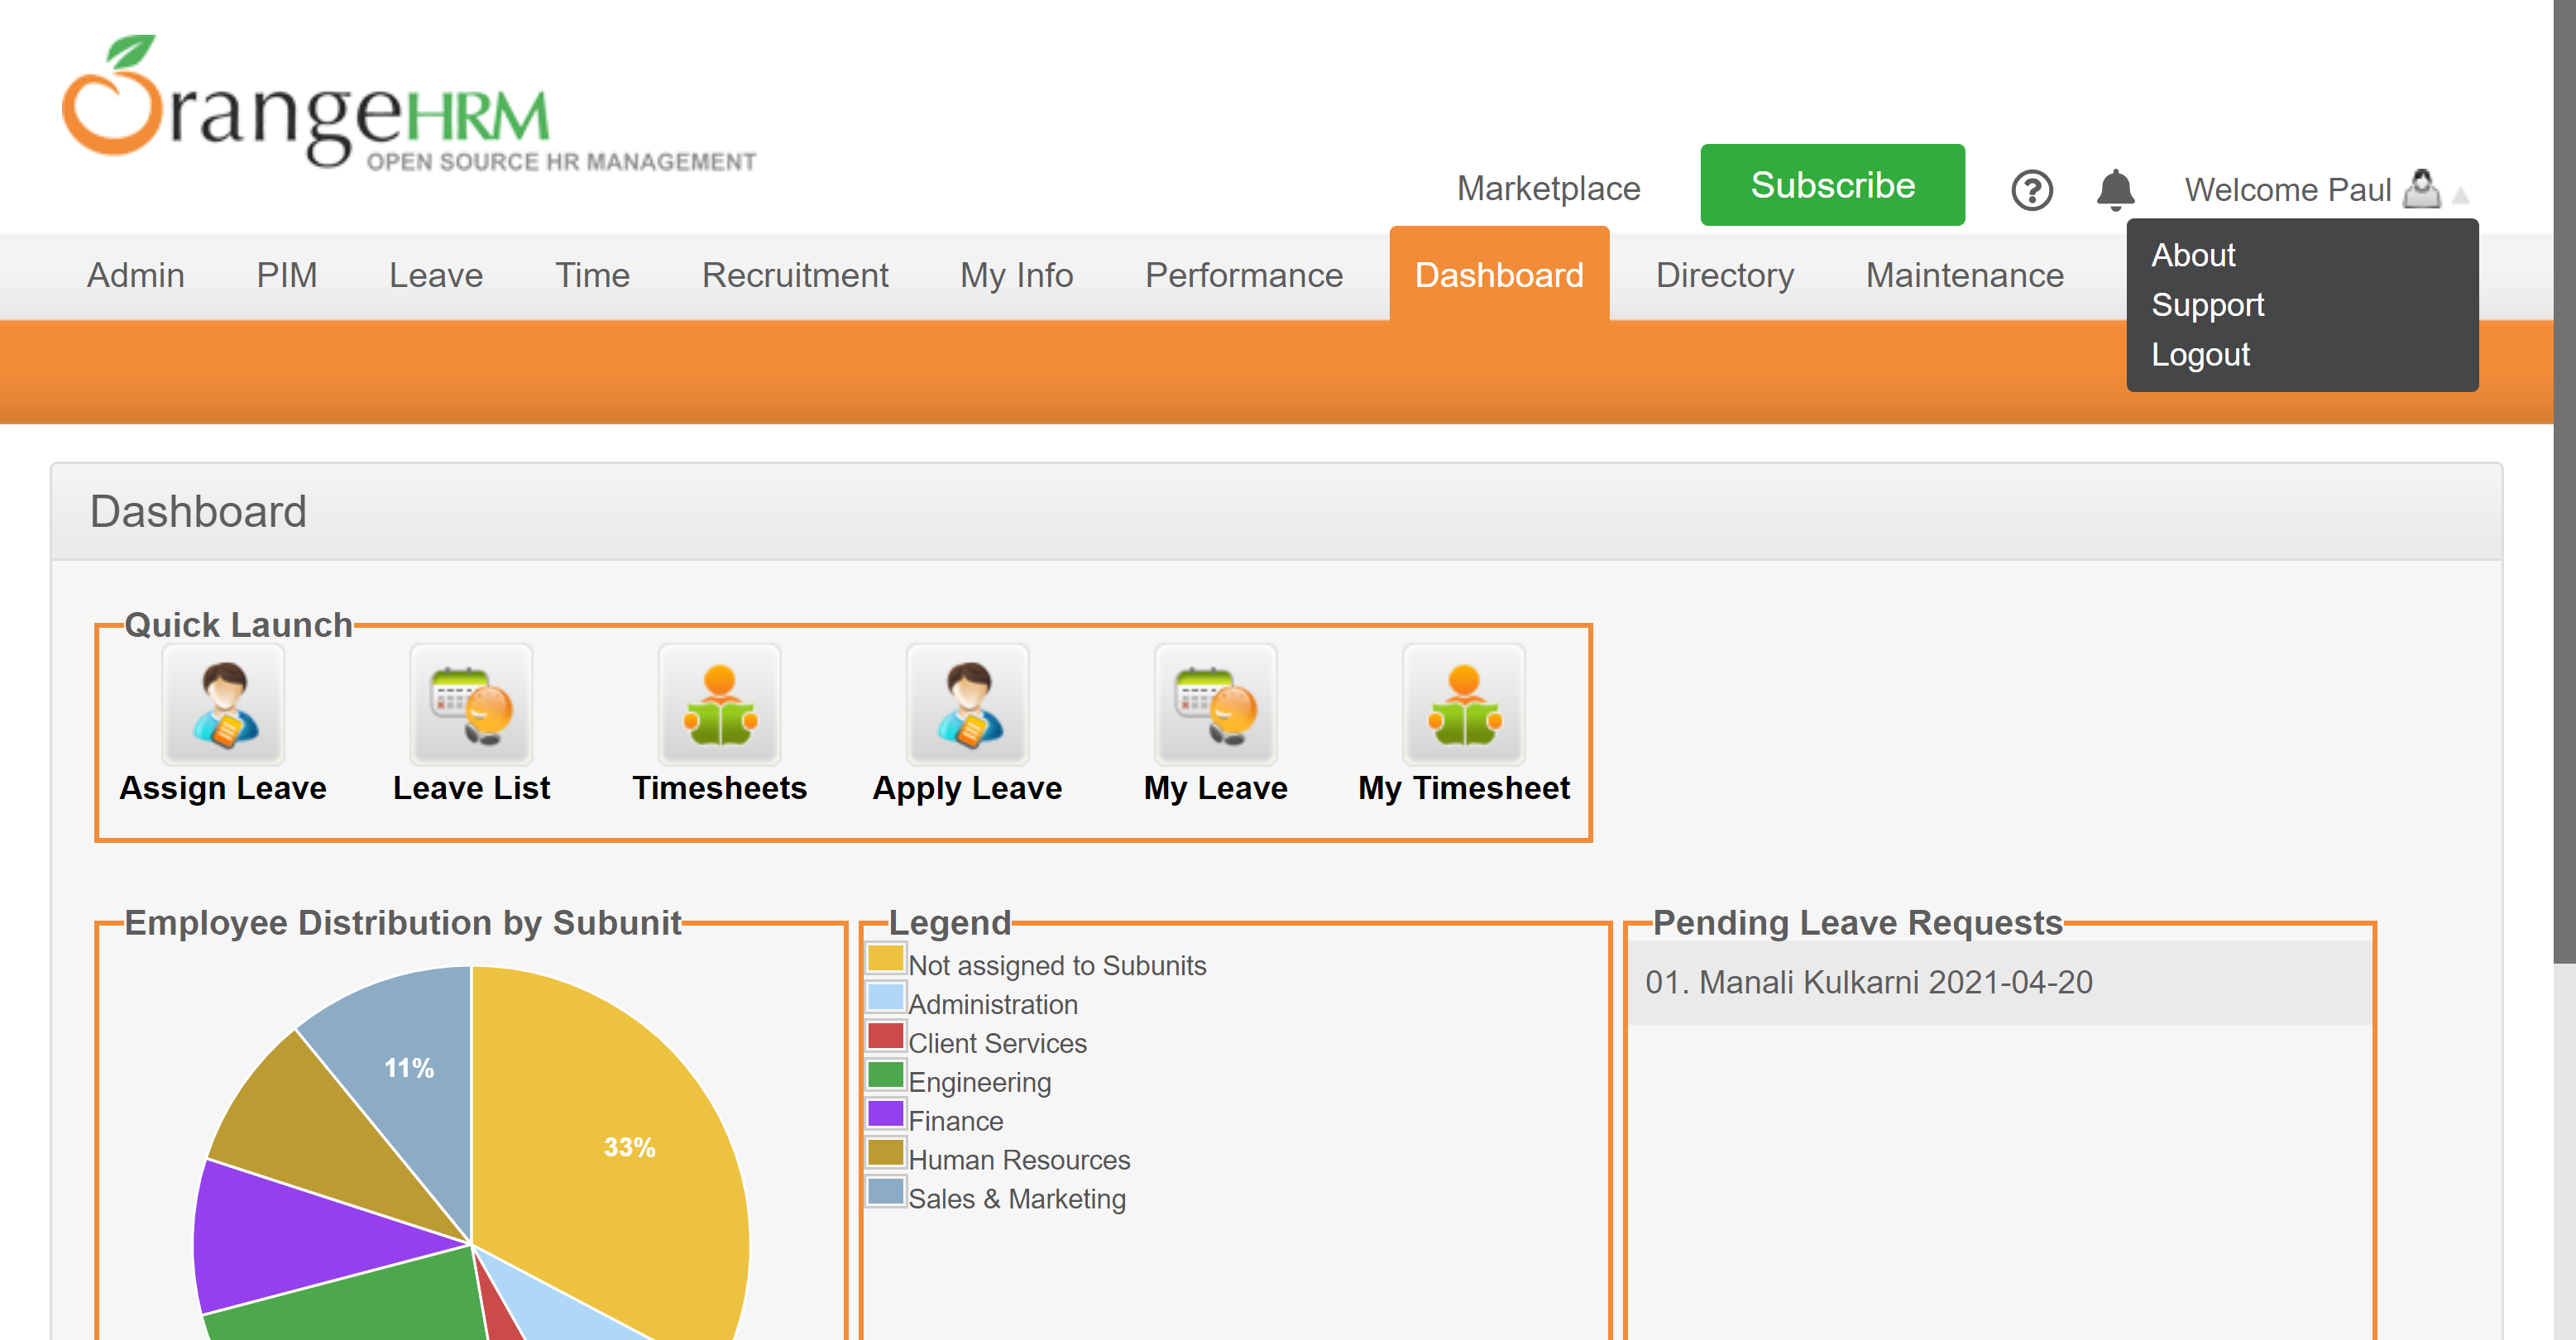 OrangeHRM
OPEN SOURCE HR MANAGEMENT
Marketplace
Subscribe
?
Welcome Paul
About
Support
Logout
Admin PIM Leave Time Recruitment My Info Performance Dashboard Directory Maintenance
Dashboard
Quick Launch
Assign Leave Leave List Timesheets Apply Leave My Leave My Timesheet
Employee Distribution by Subunit
11%
33%
Legend
Not assigned to Subunits
Administration
Client Services
Engineering
Finance
Human Resources
Sales & Marketing
Pending Leave Requests
01. Manali Kulkarni 2021-04-20